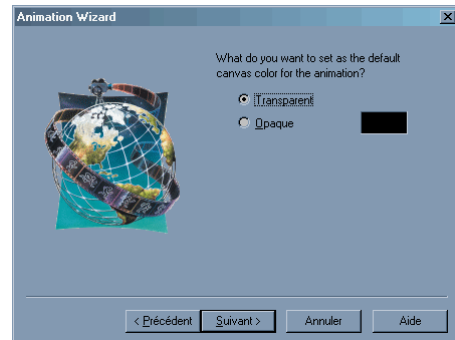 Animation Wizard
What do you want to set as the default
canvas color for the animation?
Transparent
Opaque
< Précédent
Suivant >
Annuler
Aide